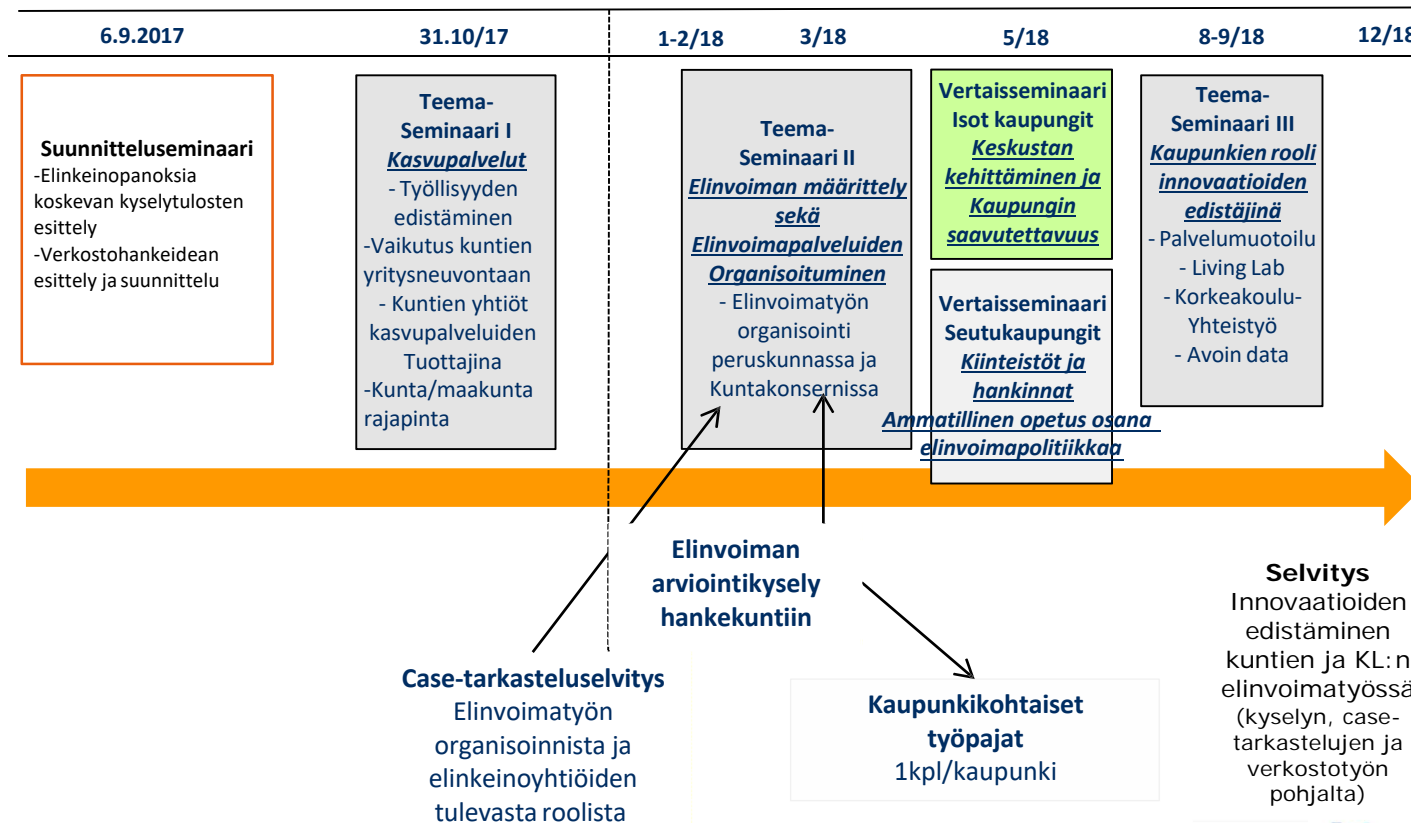 6.9.2017
31.10/17
1-2/18
3/18
5/18
8-9/18
12/18
Suunnitteluseminaari
-Elinkeinopanoksia
koskevan kyselytulosten
esittely
-Verkostohankeidean
esittely ja suunnittelu
Teema-
Seminaari I
Kasvupalvelut
- Työllisyyden
edistäminen
-Vaikutus kuntien
yritysneuvontaan
- Kuntien yhtiöt
kasvupalveluiden
Tuottajina
-Kunta/maakunta
rajapinta
Teema-
Seminaari II
Elinvoiman määrittely
sekä
Elinvoimapalveluiden
Organisoituminen
- Elinvoimatyön
organisointi
peruskunnassa ja
Kuntakonsernissa
Vertaisseminaari
Isot kaupungit
Keskustan
kehittäminen ja
Kaupungin
saavutettavuus
Vertaisseminaari
Seutukaupungit
Kiinteistöt ja
hankinnat
Ammatillinen opetus osana
elinvoimapolitiikkaa
Teema-
Seminaari III
Kaupunkien rooli
innovaatioiden
edistäjinä
- Palvelumuotoilu
- Living Lab
- Korkeakoulu-
Yhteistyö
- Avoin data
Elinvoiman
arviointikysely
hankekuntiin
Case-tarkasteluselvitys
Elinvoimatyön
organisoinnista ja
elinkeinoyhtiöiden
tulevasta roolista
Kaupunkikohtaiset
työpajat
1kpl/kaupunki
Selvitys
Innovaatioiden
edistäminen
kuntien ja KL:n
elinvoimatyössä
(kyselyn, case-
tarkastelujen ja
verkostotyön
pohjalta)